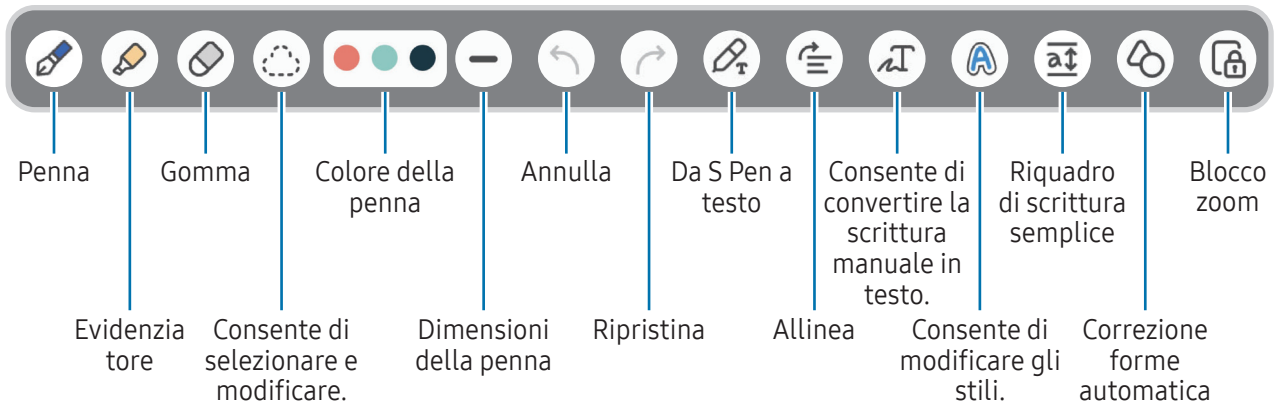 Penna
Gomma
Colore della
penna
Annulla
Da S Pen a
testo
Consente di
convertire la
scrittura
manuale in
testo.
Riquadro
di scrittura
semplice
Blocco
zoom
Evidenzia
tore
Consente di
selezionare e
modificare.
Dimensioni
della penna
Ripristina
Allinea
Consente di
modificare gli
stili.
Correzione
forme
automatica